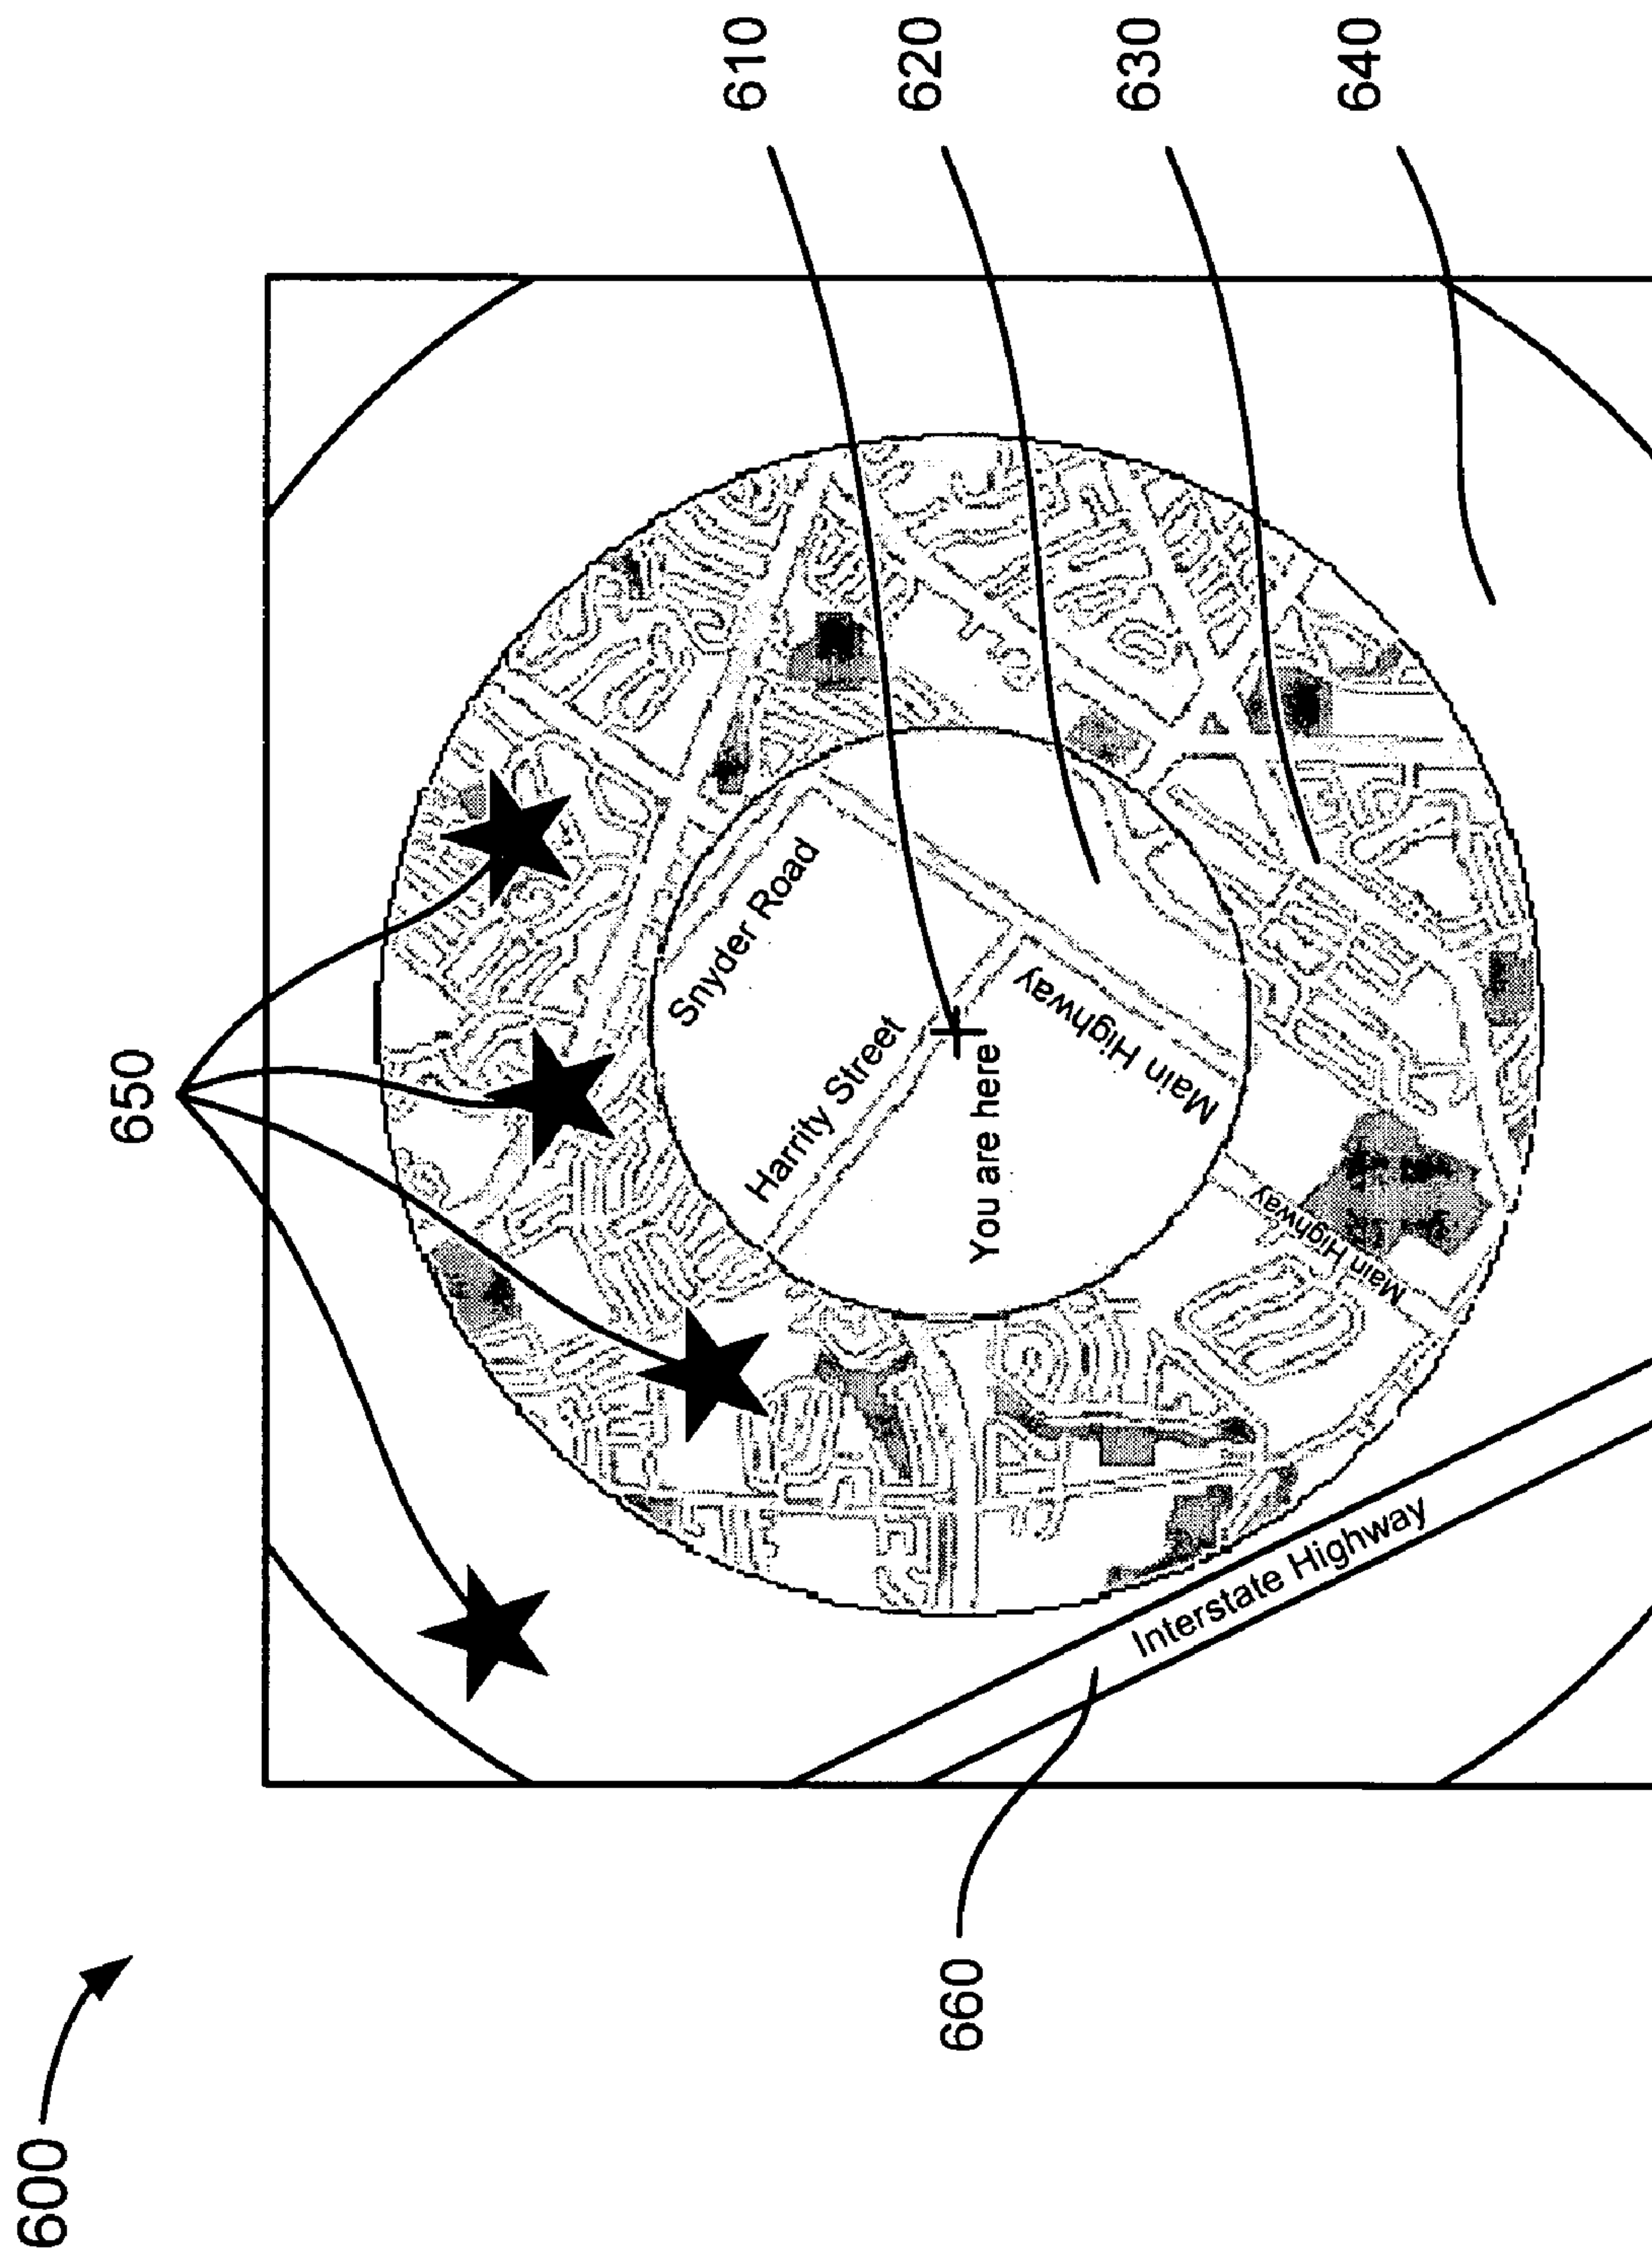 600
650
610
620
630
640
660
Snyder Road
Harrity Street
You are here
Main Highway
Main Highway
Interstate Highway